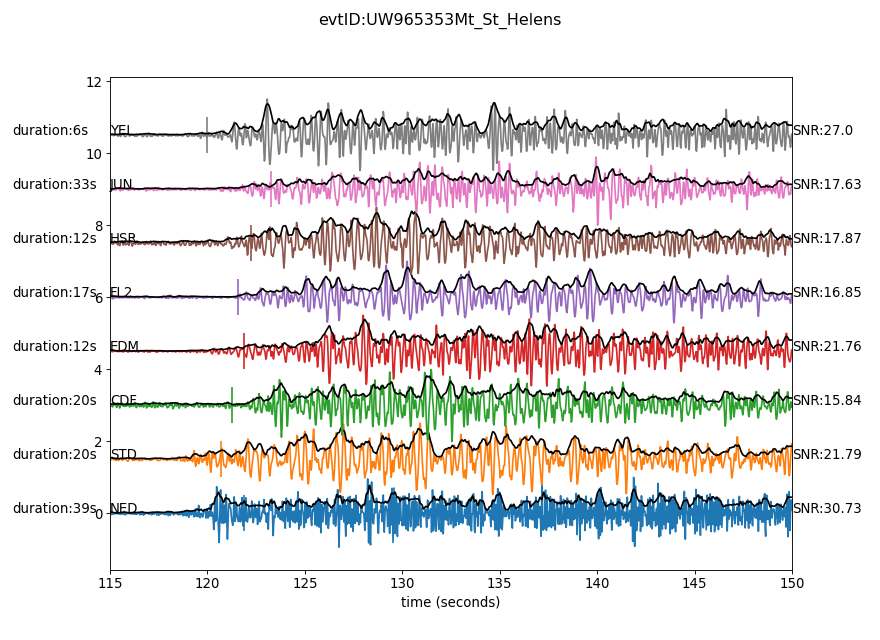 evtID:UW965353Mt_St_Helens
12
duration:6s YEL SNR:27.0
10
duration:33s JUN SNR:17.63
8
duration:12s HSR SNR:17.87
duration:17s EL2 SNR:16.85
6
duration:12s EDM SNR:21.76
4
duration:20s CDF SNR:15.84
2
duration:20s STD SNR:21.79
duration:39s NED SNR:30.73
0
115 120 125 130 135 140 145 150
time (seconds)